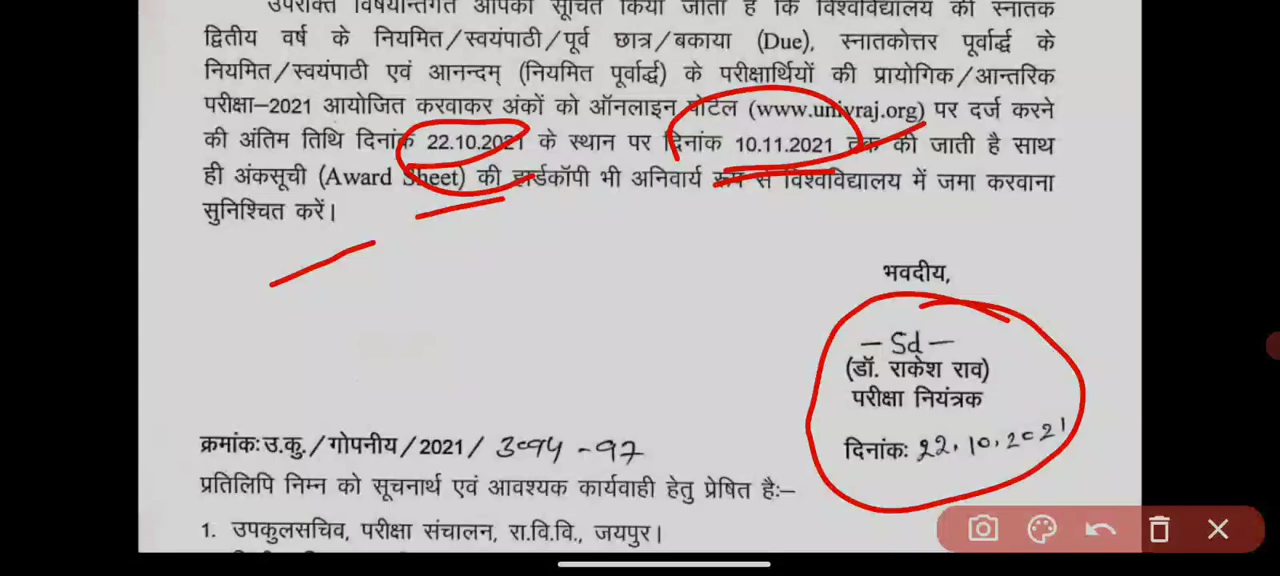 उपरोक्त विषयान्तर्गत आपको सूचित किया जाता है कि विश्वविद्यालय की स्नातक
द्वितीय वर्ष के नियमित/स्वयंपाठी/पूर्व छात्र/बकाया (Due), स्नातकोत्तर पूर्वार्द्ध के
नियमित/स्वयंपाठी एवं आनन्दम् (नियमित पूर्वार्द्ध) के परीक्षार्थियों की प्रायोगिक/आन्तरिक
परीक्षा–2021 आयोजित करवाकर अंकों को ऑनलाइन पोर्टल (www.univraj.org) पर दर्ज करने
की अंतिम तिथि दिनांक 22.10.2021 के स्थान पर दिनांक 10.11.2021 तक की जाती है साथ
ही अंकसूची (Award Sheet) की हार्डकॉपी भी अनिवार्य रूप से विश्वविद्यालय में जमा करवाना
सुनिश्चित करें।
भवदीय,
– Sd –
(डॉ. राकेश राव)
परीक्षा नियंत्रक
दिनांकः 22.10.2021
क्रमांकः उ.कु./गोपनीय/2021/
प्रतिलिपि निम्न को सूचनार्थ एवं आवश्यक कार्यवाही हेतु प्रेषित हैः–
1. उपकुलसचिव, परीक्षा संचालन, रा.वि.वि., जयपुर।